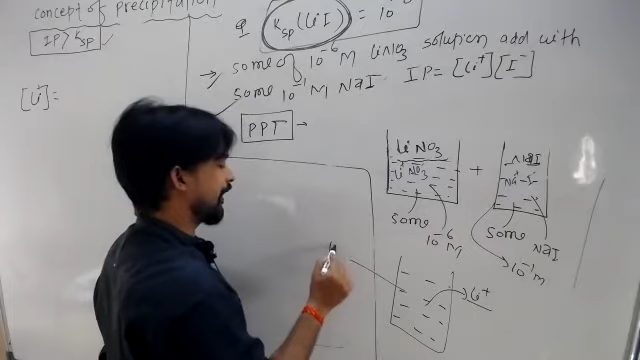 concept of precipitation
IP > Ksp
Q Ksp (LiI) = 10
→ some 10⁻⁶ M LiNO₃ solution add with
some 10⁻¹ M NaI. IP = [Li⁺][I⁻]
[Li⁺] =
PPT →
LiNO₃
Li⁺ NO₃⁻
some
10⁻⁶ M
+
NaI
Na⁺ I⁻
some
NaI
10⁻¹ M
Li⁺